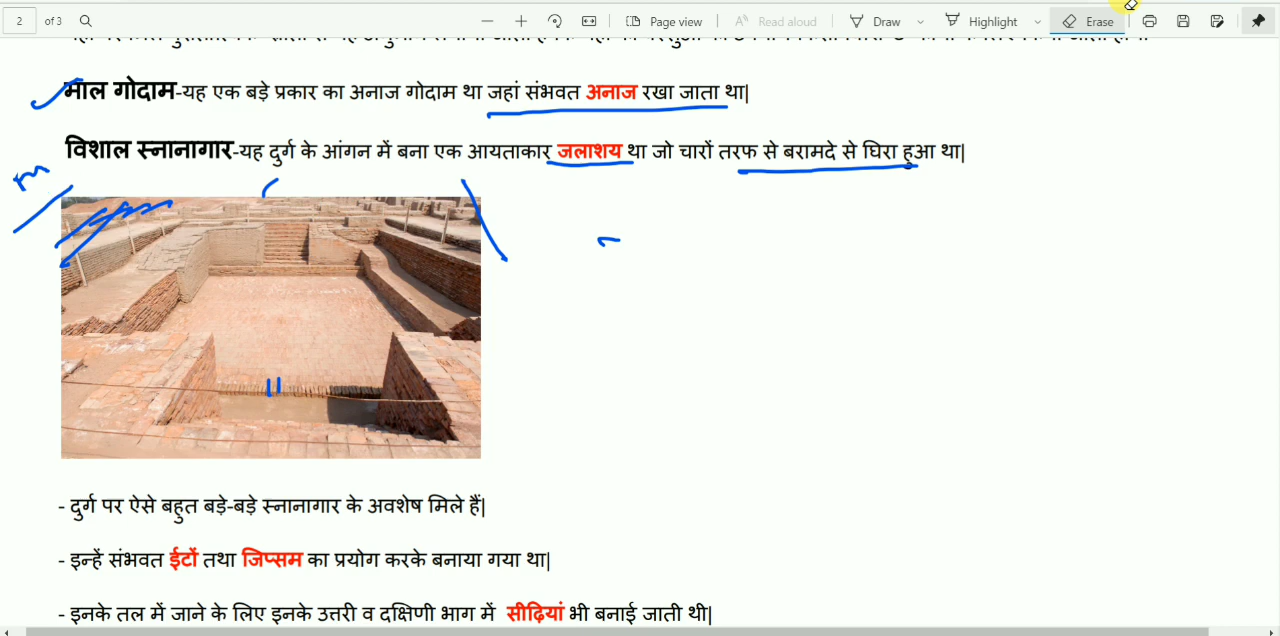 2 of 3 Page view Read aloud Draw Highlight Erase
माल गोदाम-यह एक बड़े प्रकार का अनाज गोदाम था जहां संभवत अनाज रखा जाता था|
विशाल स्नानागार-यह दुर्ग के आंगन में बना एक आयताकार जलाशय था जो चारों तरफ से बरामदे से घिरा हुआ था|
- दुर्ग पर ऐसे बहुत बड़े-बड़े स्नानागार के अवशेष मिले हैं|
- इन्हें संभवत ईटों तथा जिप्सम का प्रयोग करके बनाया गया था|
- इनके तल में जाने के लिए इनके उत्तरी व दक्षिणी भाग में सीढ़ियां भी बनाई जाती थी|